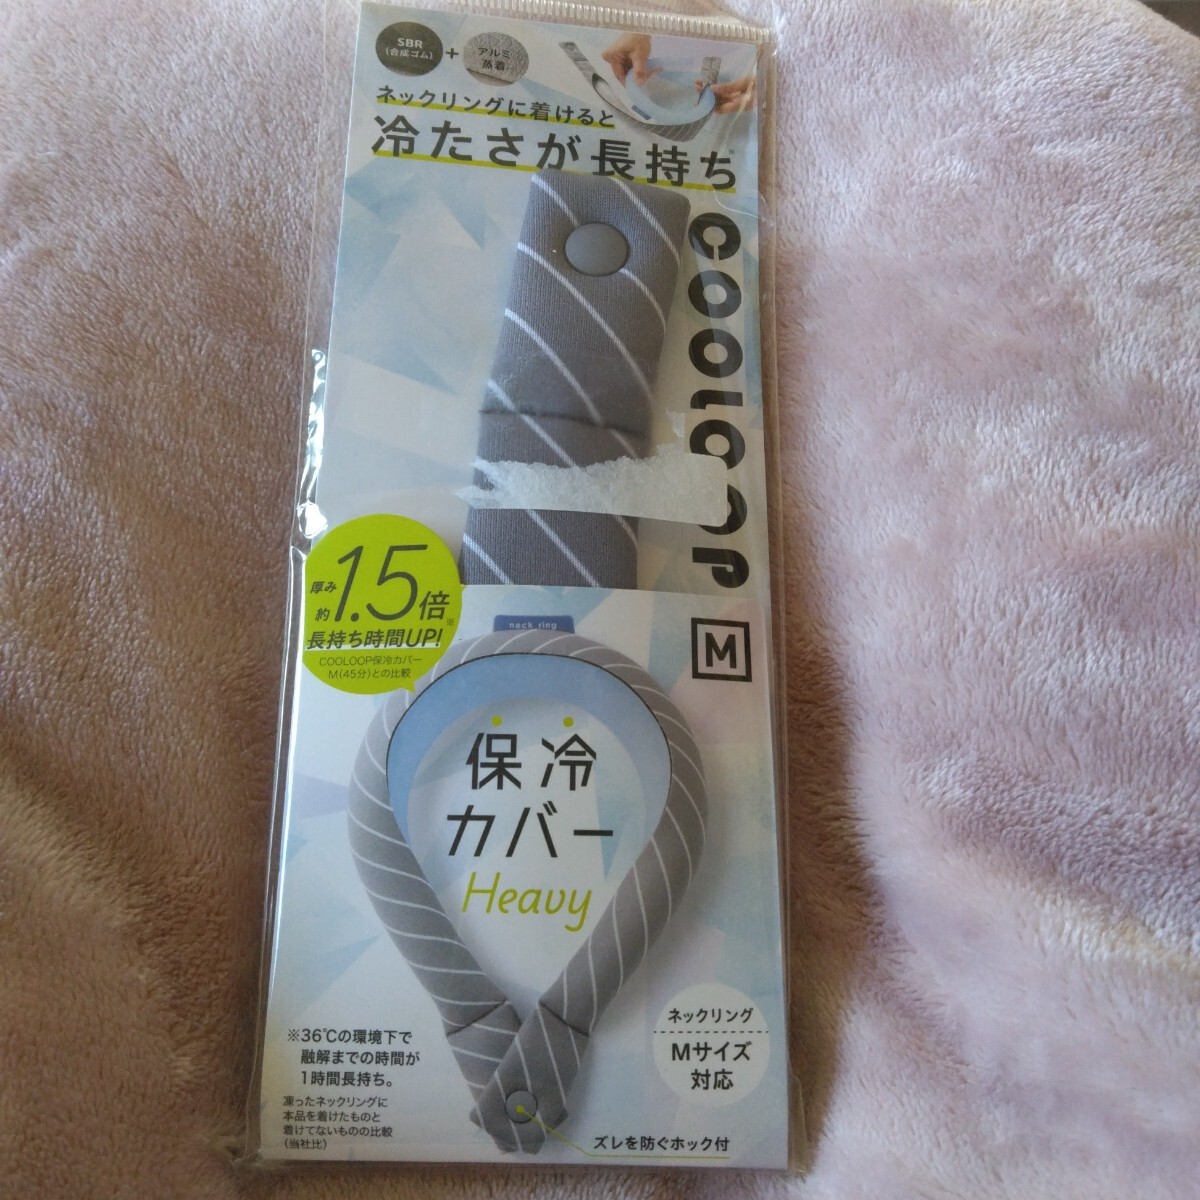 SBR
(合成ゴム)
+
アルミ
蒸着
ネックリングに着けると
冷たさが長持ち
COOLOOP
M
厚み
約1.5倍※
長持ち時間UP!
COOLOOP保冷カバー
M(45分)との比較
neck ring
保冷
カバー
Heavy
※36℃の環境下で
融解までの時間が
1時間長持ち。
凍ったネックリングに
本品を着けたものと
着けてないものの比較
(当社比)
ネックリング
Mサイズ
対応
ズレを防ぐホック付